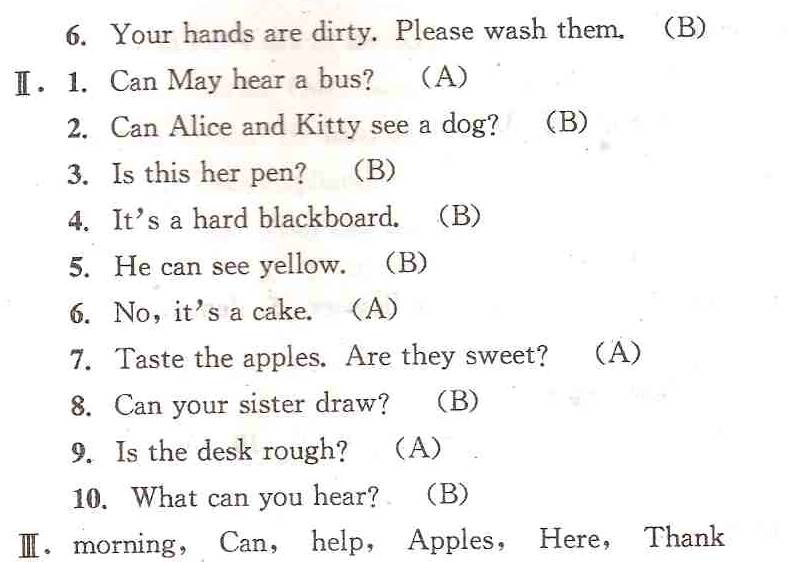 6. Your hands are dirty. Please wash them. (B)
Ⅱ. 1. Can May hear a bus? (A)
2. Can Alice and Kitty see a dog? (B)
3. Is this her pen? (B)
4. It's a hard blackboard. (B)
5. He can see yellow. (B)
6. No, it's a cake. (A)
7. Taste the apples. Are they sweet? (A)
8. Can your sister draw? (B)
9. Is the desk rough? (A)
10. What can you hear? (B)
Ⅲ. morning, Can, help, Apples, Here, Thank